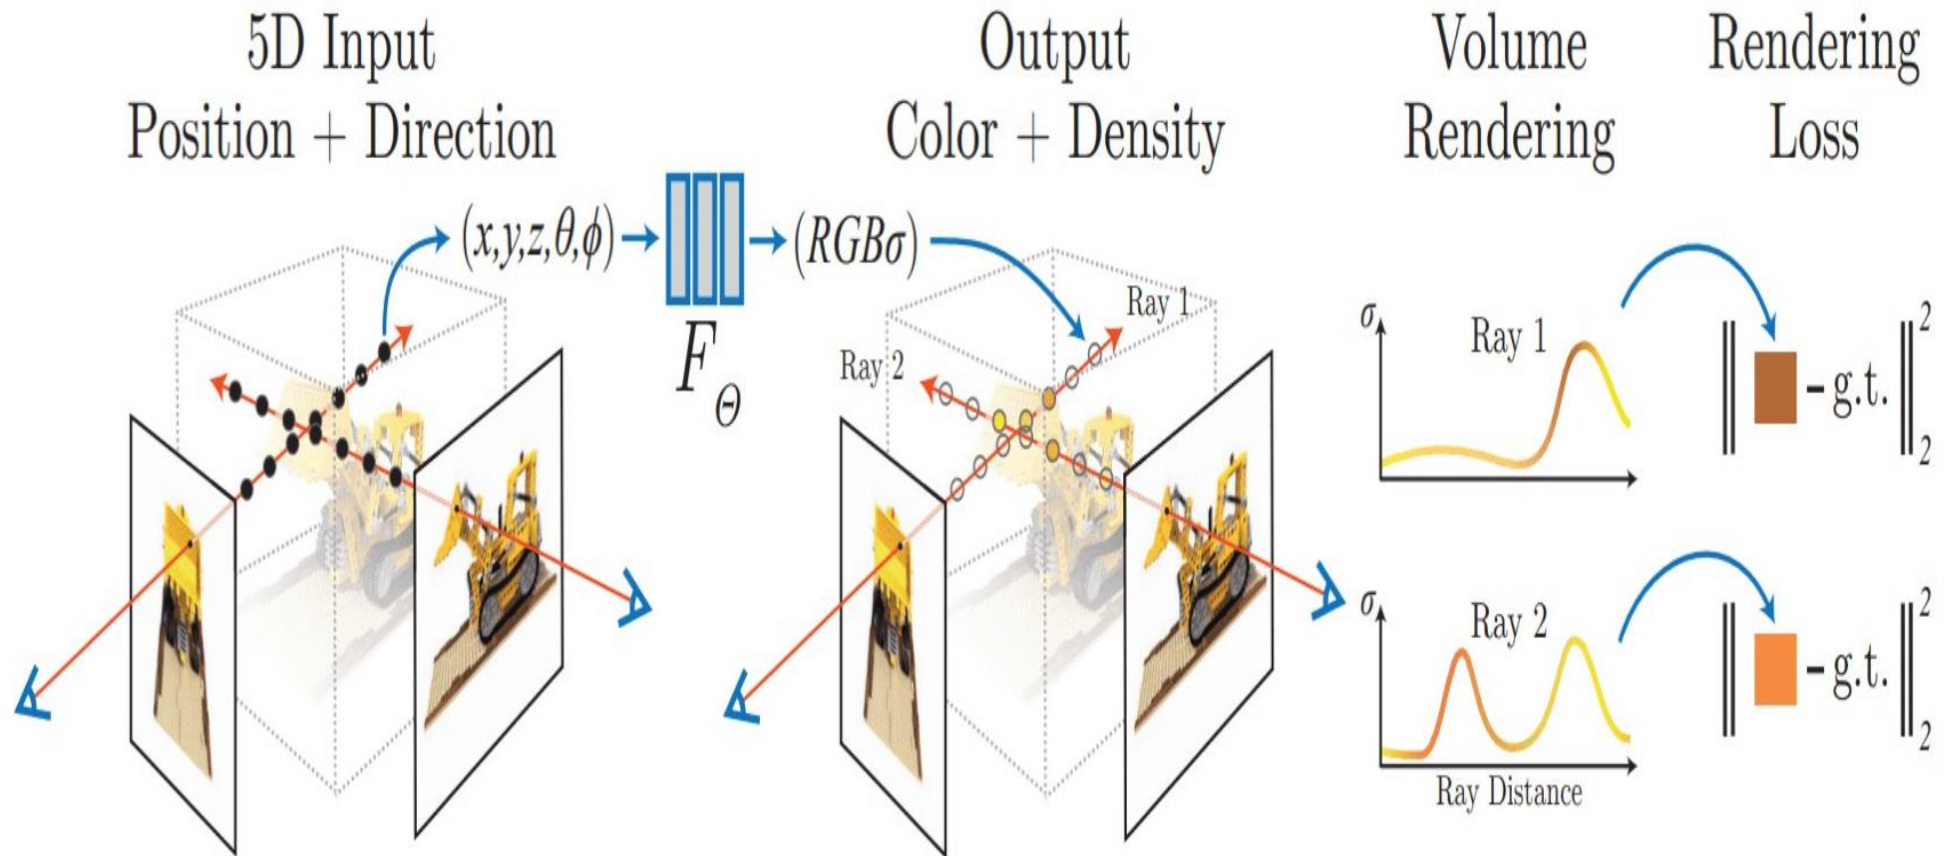 5D Input
Position + Direction
Output
Color + Density
Volume
Rendering
Rendering
Loss
(x,y,z,θ,ϕ)
(RGBσ)
F
Θ
Ray 1
Ray 2
σ
Ray 1
|| - g.t. ||
2
2
σ
Ray 2
Ray Distance
|| - g.t. ||
2
2